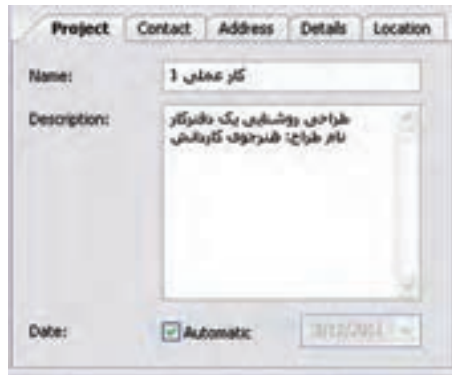 Project Contact Address Details Location
Name: کار عملی 1
Description: طراحی روشنایی یک دفترکار
نام طراح: هنرجوی کاردانش
Date: Automatic